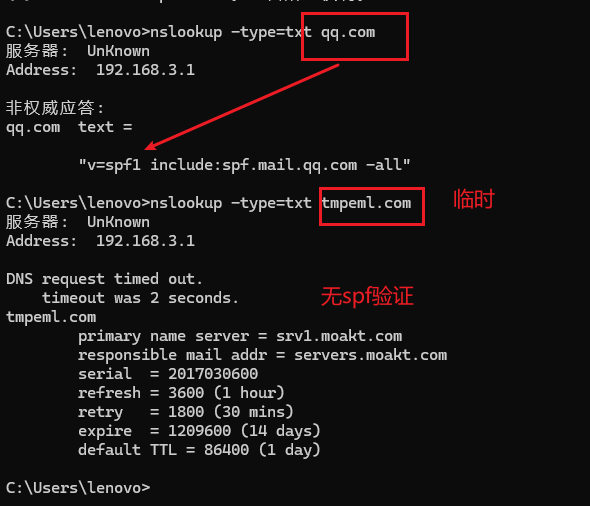 C:\Users\lenovo>nslookup -type=txt qq.com
服务器:  UnKnown
Address:  192.168.3.1
非权威应答:
qq.com  text =
"v=spf1 include:spf.mail.qq.com -all"
C:\Users\lenovo>nslookup -type=txt tmpeml.com
临时
服务器:  UnKnown
Address:  192.168.3.1
DNS request timed out.
timeout was 2 seconds.
无spf验证
tmpeml.com
primary name server = srv1.moakt.com
responsible mail addr = servers.moakt.com
serial  = 2017030600
refresh = 3600 (1 hour)
retry   = 1800 (30 mins)
expire  = 1209600 (14 days)
default TTL = 86400 (1 day)
C:\Users\lenovo>